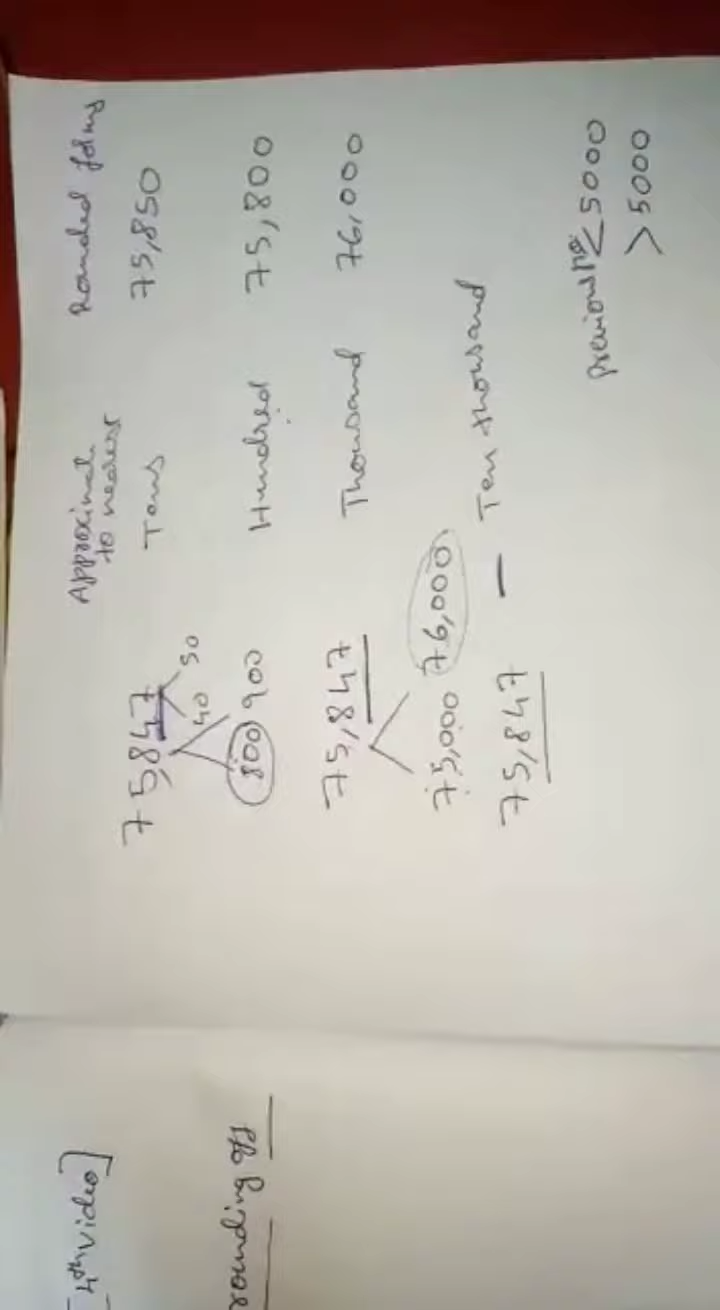 [4th video]
rounding off
Approximate to nearest Rounded forms
75,847 Tens 75,850
40 50
800 900 Hundred 75,800
75,847 Thousand 76,000
75,000 76,000
75,847 — Ten thousand
previous no. ≤ 5000
> 5000